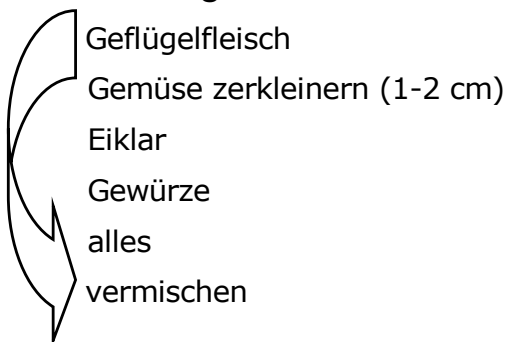 Geflügelfleisch
Gemüse zerkleinern (1-2 cm)
Eiklar
Gewürze
alles
vermischen